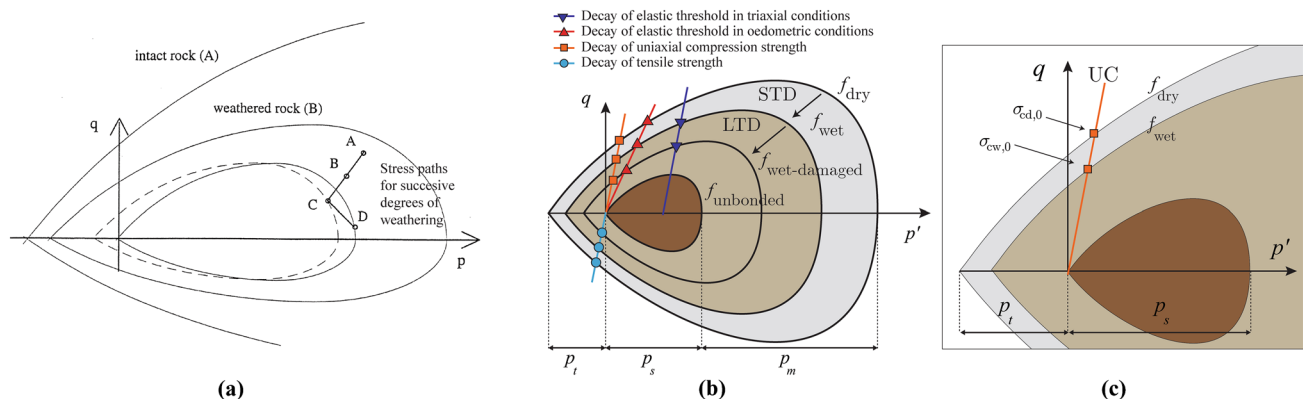 intact rock (A)
weathered rock (B)
q
A
B
C
D
Stress paths
for succesive
degrees of
weathering
p
(a)
Decay of elastic threshold in triaxial conditions
Decay of elastic threshold in oedometric conditions
Decay of uniaxial compression strength
Decay of tensile strength
q
STD
f_dry
LTD
f_wet
f_wet-damaged
f_unbonded
p′
p_t
p_s
p_m
(b)
q
UC
f_dry
σ_cd,0
f_wet
σ_cw,0
p′
p_t
p_s
(c)